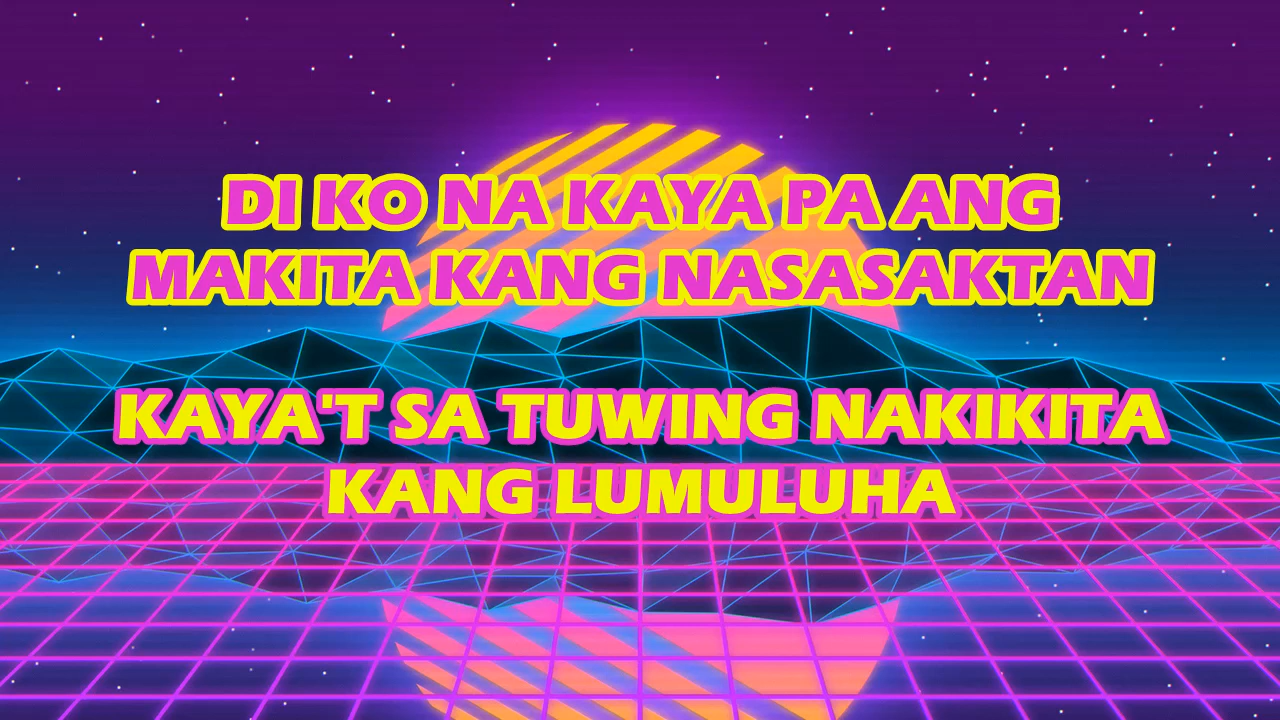 DI KO NA KAYA PA ANG
MAKITA KANG NASASAKTAN
KAYA'T SA TUWING NAKIKITA
KANG LUMULUHA